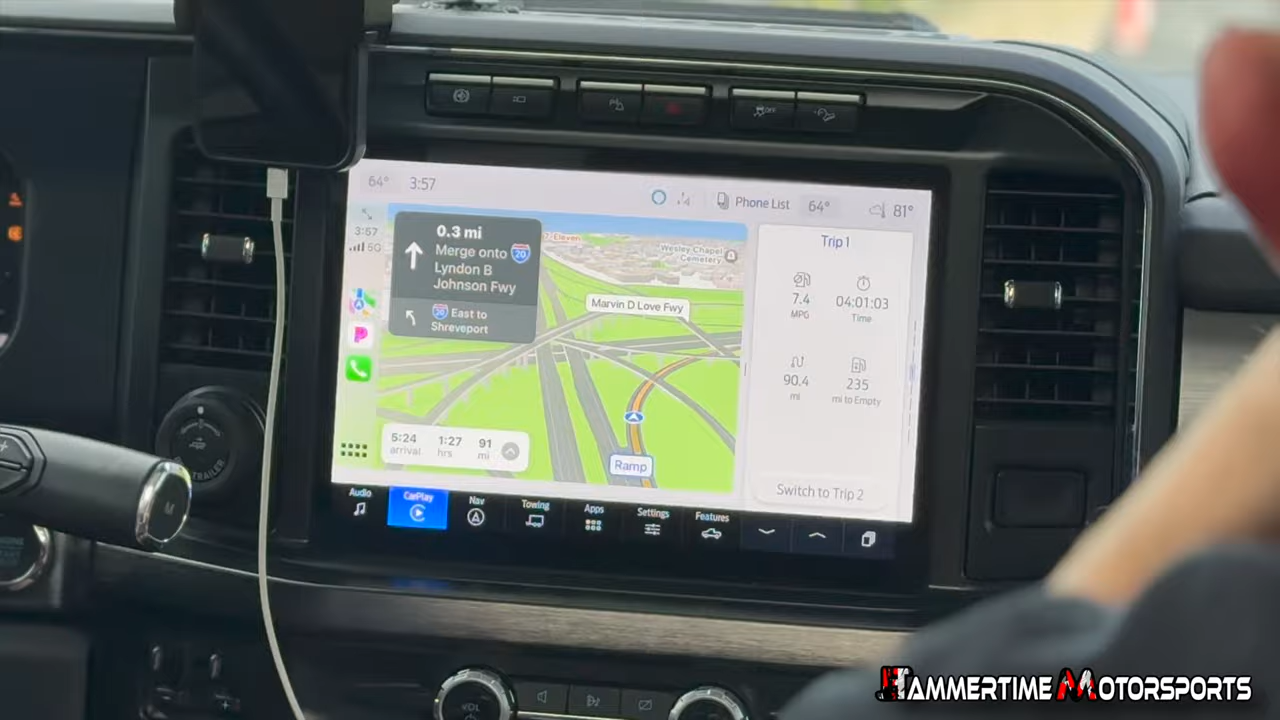 OFF
64°
3:57
Phone List
64°
81°
3:57
5G
0.3 mi
Merge onto 20
Lyndon B
Johnson Fwy
20 East to
Shreveport
7-Eleven
Wesley Chapel
Cemetery
Marvin D Love Fwy
Ramp
5:24
arrival
1:27
hrs
91
mi
Trip 1
7.4
MPG
04:01:03
Time
90.4
mi
235
mi to Empty
Switch to Trip 2
Audio
CarPlay
Nav
Towing
Apps
Settings
Features
TRAILER
M
VOL
HAMMERTIME MOTORSPORTS